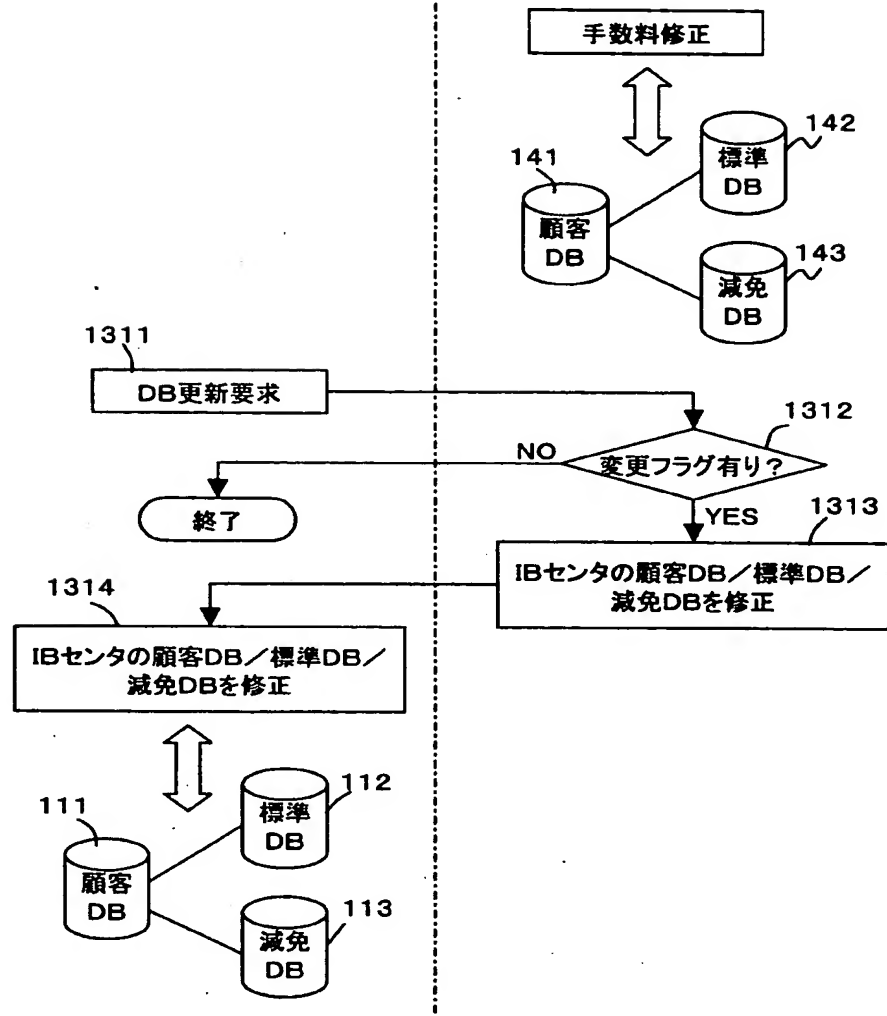 手数料修正
142
標準
DB
141
顧客
DB
143
減免
DB
1311
DB更新要求
1312
変更フラグ有り？
NO
終了
YES
1313
IBセンタの顧客DB／標準DB／
減免DBを修正
1314
IBセンタの顧客DB／標準DB／
減免DBを修正
112
標準
DB
111
顧客
DB
113
減免
DB